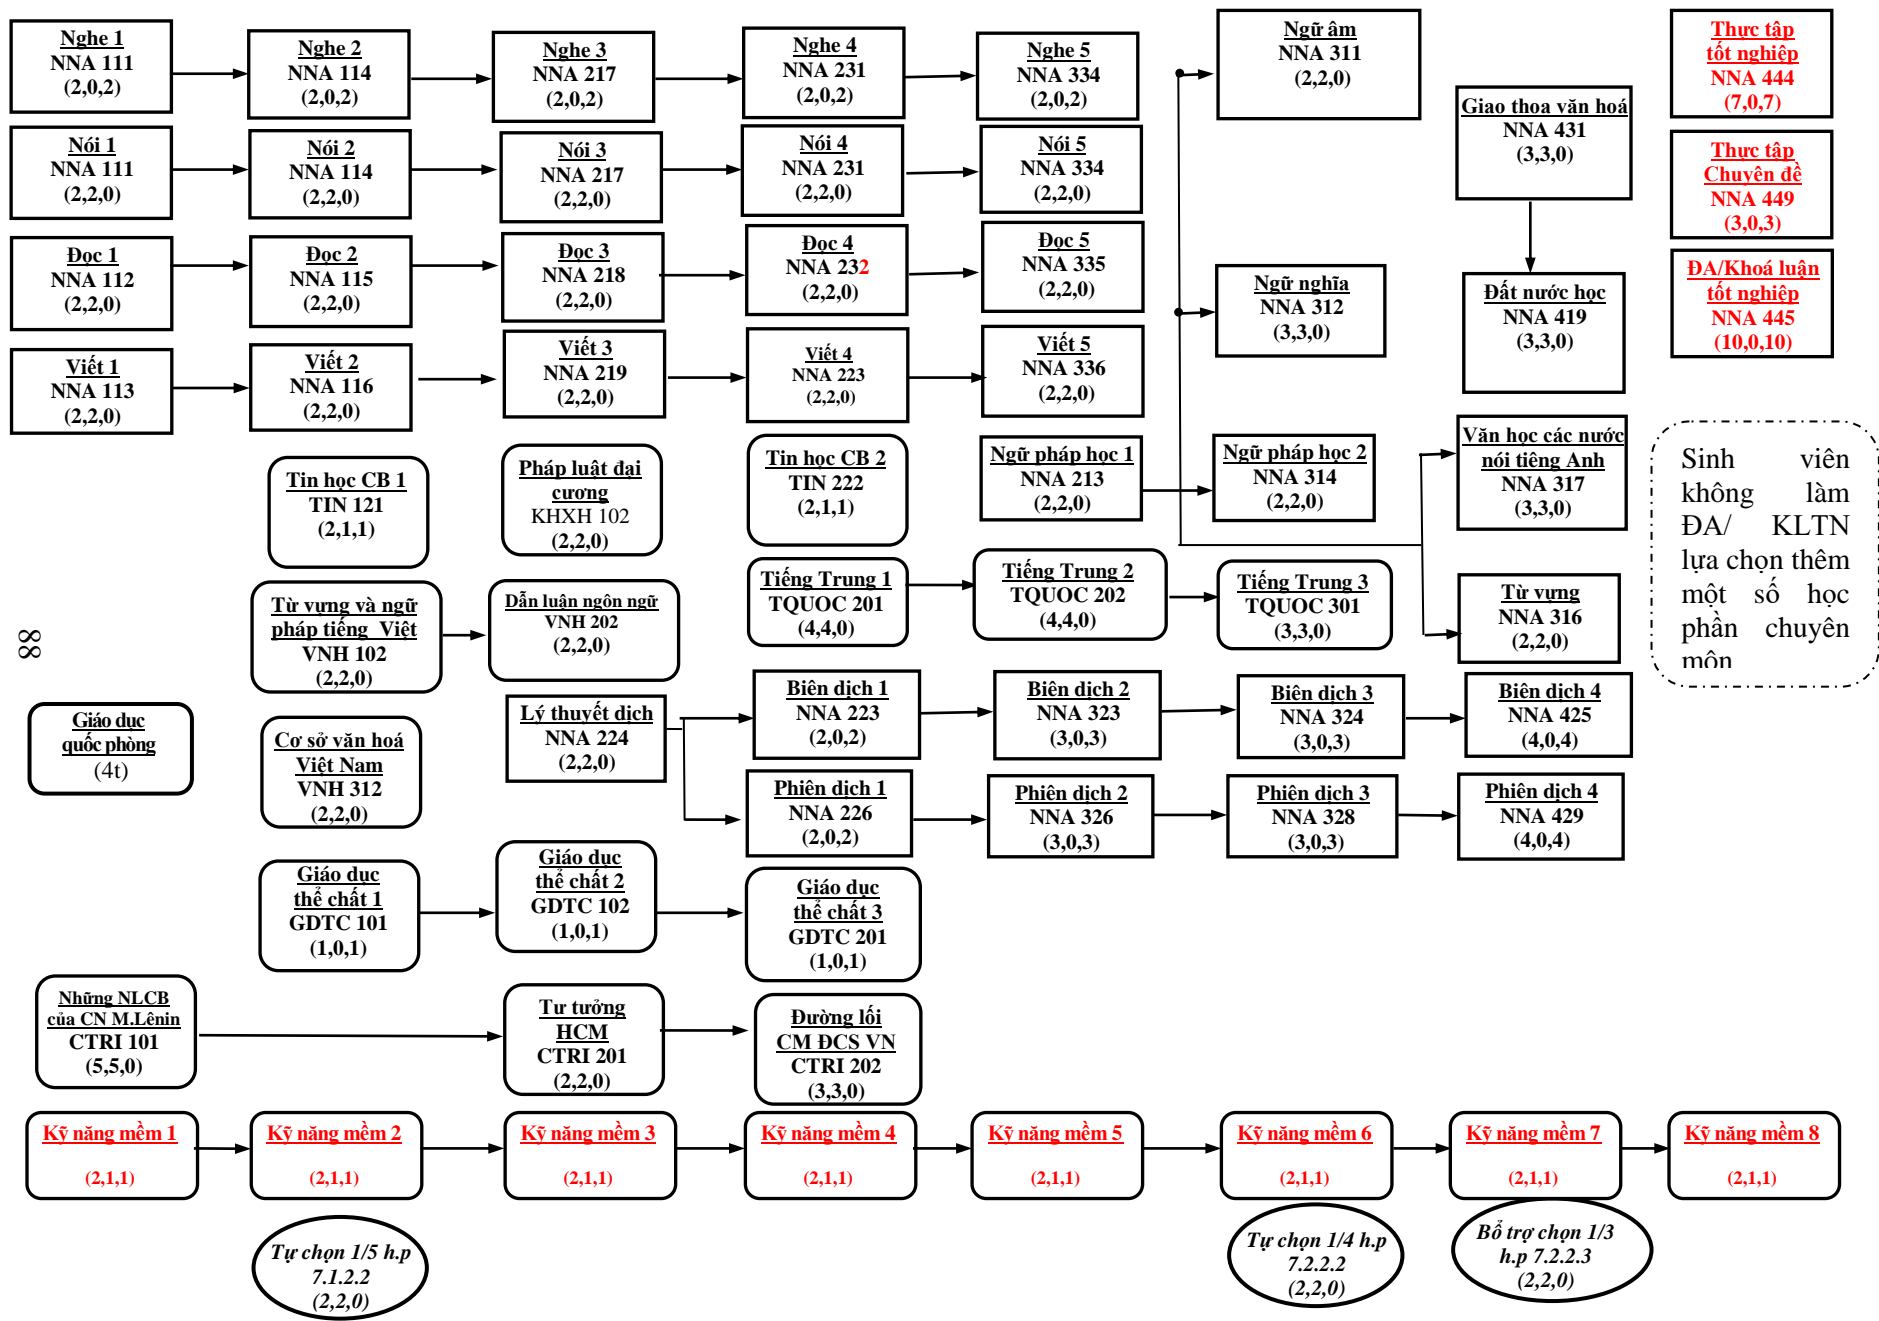 Nghe 1
NNA 111
(2,0,2)
Nghe 2
NNA 114
(2,0,2)
Nghe 3
NNA 217
(2,0,2)
Nghe 4
NNA 231
(2,0,2)
Nghe 5
NNA 334
(2,0,2)
Ngữ âm
NNA 311
(2,2,0)
Giao thoa văn hoá
NNA 431
(3,3,0)
Thực tập
tốt nghiệp
NNA 444
(7,0,7)
Nói 1
NNA 111
(2,2,0)
Nói 2
NNA 114
(2,2,0)
Nói 3
NNA 217
(2,2,0)
Nói 4
NNA 231
(2,2,0)
Nói 5
NNA 334
(2,2,0)
Thực tập
Chuyên đề
NNA 449
(3,0,3)
Đọc 1
NNA 112
(2,2,0)
Đọc 2
NNA 115
(2,2,0)
Đọc 3
NNA 218
(2,2,0)
Đọc 4
NNA 232
(2,2,0)
Đọc 5
NNA 335
(2,2,0)
Ngữ nghĩa
NNA 312
(3,3,0)
Đất nước học
NNA 419
(3,3,0)
ĐA/Khoá luận
tốt nghiệp
NNA 445
(10,0,10)
Viết 1
NNA 113
(2,2,0)
Viết 2
NNA 116
(2,2,0)
Viết 3
NNA 219
(2,2,0)
Viết 4
NNA 223
(2,2,0)
Viết 5
NNA 336
(2,2,0)
Tin học CB 1
TIN 121
(2,1,1)
Pháp luật đại
cương
KHXH 102
(2,2,0)
Tin học CB 2
TIN 222
(2,1,1)
Ngữ pháp học 1
NNA 213
(2,2,0)
Ngữ pháp học 2
NNA 314
(2,2,0)
Văn học các nước
nói tiêng Anh
NNA 317
(3,3,0)
Sinh viên
không làm
ĐA/ KLTN
lựa chọn thêm
một số học
phần chuyên
môn
Từ vựng và ngữ
pháp tiếng Việt
VNH 102
(2,2,0)
Dẫn luận ngôn ngữ
VNH 202
(2,2,0)
Tiếng Trung 1
TQUOC 201
(4,4,0)
Tiếng Trung 2
TQUOC 202
(4,4,0)
Tiếng Trung 3
TQUOC 301
(3,3,0)
Từ vựng
NNA 316
(2,2,0)
88
Giáo dục
quốc phòng
(4t)
Cơ sở văn hoá
Việt Nam
VNH 312
(2,2,0)
Lý thuyết dịch
NNA 224
(2,2,0)
Biên dịch 1
NNA 223
(2,0,2)
Biên dịch 2
NNA 323
(3,0,3)
Biên dịch 3
NNA 324
(3,0,3)
Biên dịch 4
NNA 425
(4,0,4)
Phiên dịch 1
NNA 226
(2,0,2)
Phiên dịch 2
NNA 326
(3,0,3)
Phiên dịch 3
NNA 328
(3,0,3)
Phiên dịch 4
NNA 429
(4,0,4)
Giáo dục
thể chất 1
GDTC 101
(1,0,1)
Giáo dục
thể chất 2
GDTC 102
(1,0,1)
Giáo dục
thể chất 3
GDTC 201
(1,0,1)
Những NLCB
của CN M.Lênin
CTRI 101
(5,5,0)
Tư tưởng
HCM
CTRI 201
(2,2,0)
Đường lối
CM ĐCS VN
CTRI 202
(3,3,0)
Kỹ năng mềm 1
(2,1,1)
Kỹ năng mềm 2
(2,1,1)
Kỹ năng mềm 3
(2,1,1)
Kỹ năng mềm 4
(2,1,1)
Kỹ năng mềm 5
(2,1,1)
Kỹ năng mềm 6
(2,1,1)
Kỹ năng mềm 7
(2,1,1)
Kỹ năng mềm 8
(2,1,1)
Tự chọn 1/5 h.p
7.1.2.2
(2,2,0)
Tự chọn 1/4 h.p
7.2.2.2
(2,2,0)
Bổ trợ chọn 1/3
h.p 7.2.2.3
(2,2,0)